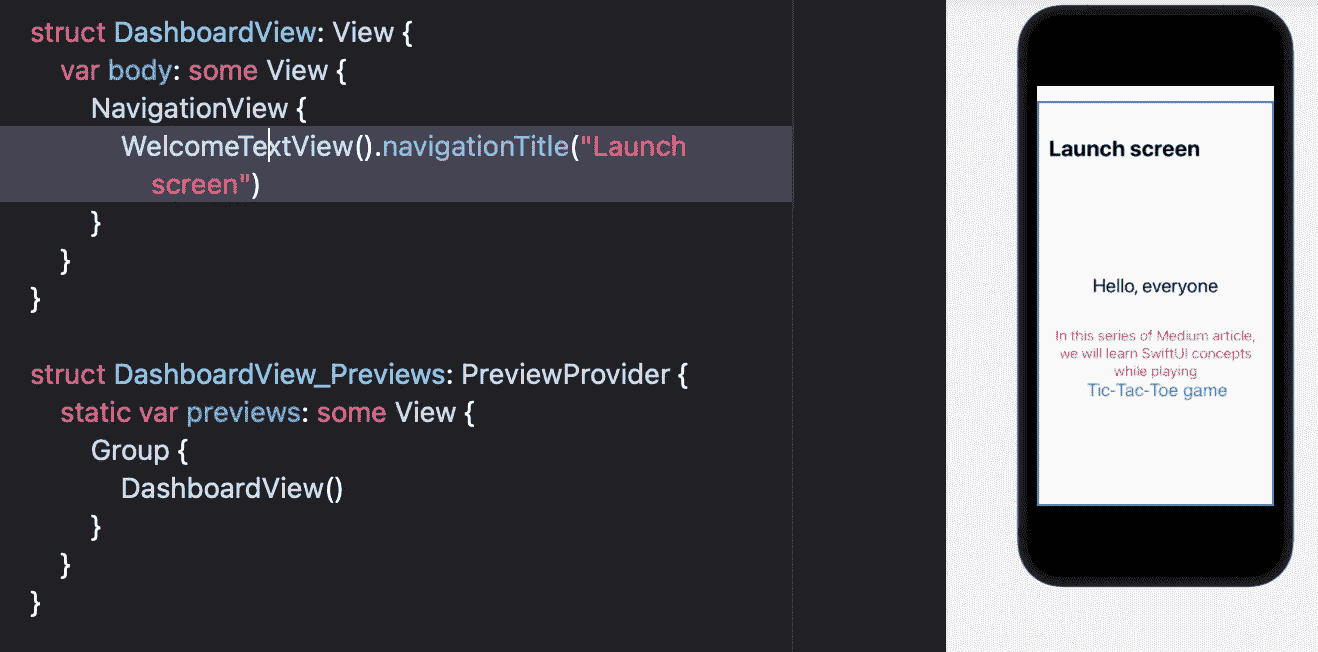 struct DashboardView: View {
var body: some View {
NavigationView {
WelcomeTextView().navigationTitle("Launch
screen")
}
}
}
struct DashboardView_Previews: PreviewProvider {
static var previews: some View {
Group {
DashboardView()
}
}
}
Launch screen
Hello, everyone
In this series of Medium article,
we will learn SwiftUI concepts
while playing
Tic-Tac-Toe game